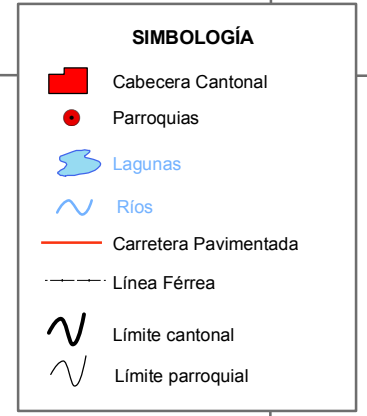 SIMBOLOGÍA
Cabecera Cantonal
Parroquias
Lagunas
Ríos
Carretera Pavimentada
Línea Férrea
Límite cantonal
Límite parroquial